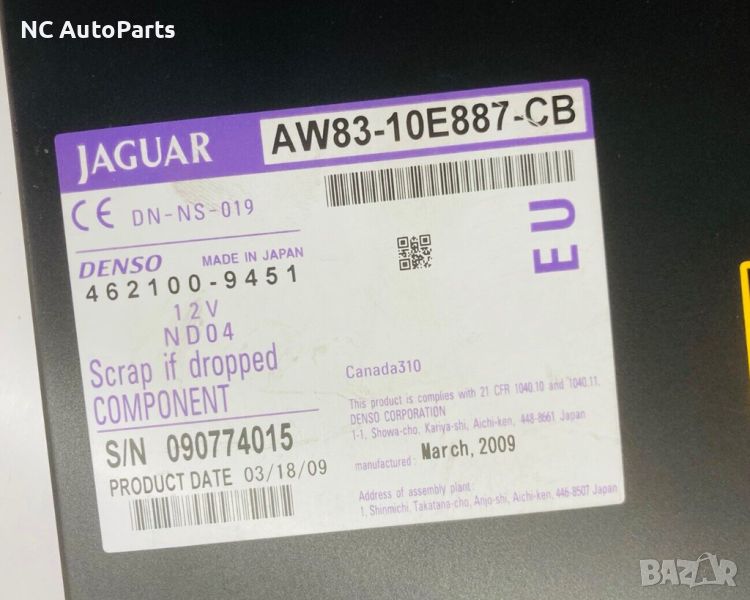 NC AutoParts
JAGUAR AW83-10E887-CB
CE DN-NS-019
EU
DENSO MADE IN JAPAN
462100-9451
12V
ND04
Scrap if dropped
COMPONENT
S/N 090774015
PRODUCT DATE 03/18/09
Canada310
This product is complies with 21 CFR 1040.10 and 1040.11.
DENSO CORPORATION
1-1, Showa-cho, Kariya-shi, Aichi-ken, 448-8661 Japan
manufactured: March, 2009
Address of assembly plant:
1, Shinmichi, Takatana-cho, Anjo-shi, Aichi-ken, 446-8507 Japan
BAZAR